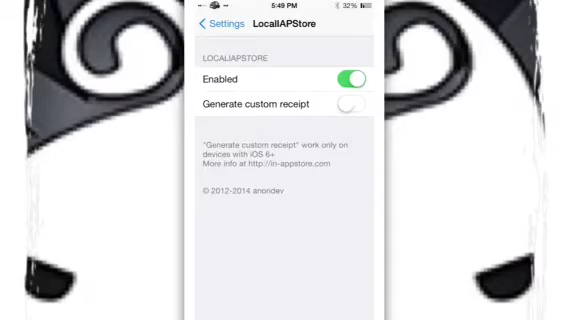 5:49 PM
32%
Settings
LocalIAPStore
LOCALIAPSTORE
Enabled
Generate custom receipt
"Generate custom receipt" work only on
devices with iOS 6+
More info at http://in-appstore.com
© 2012-2014 anondev